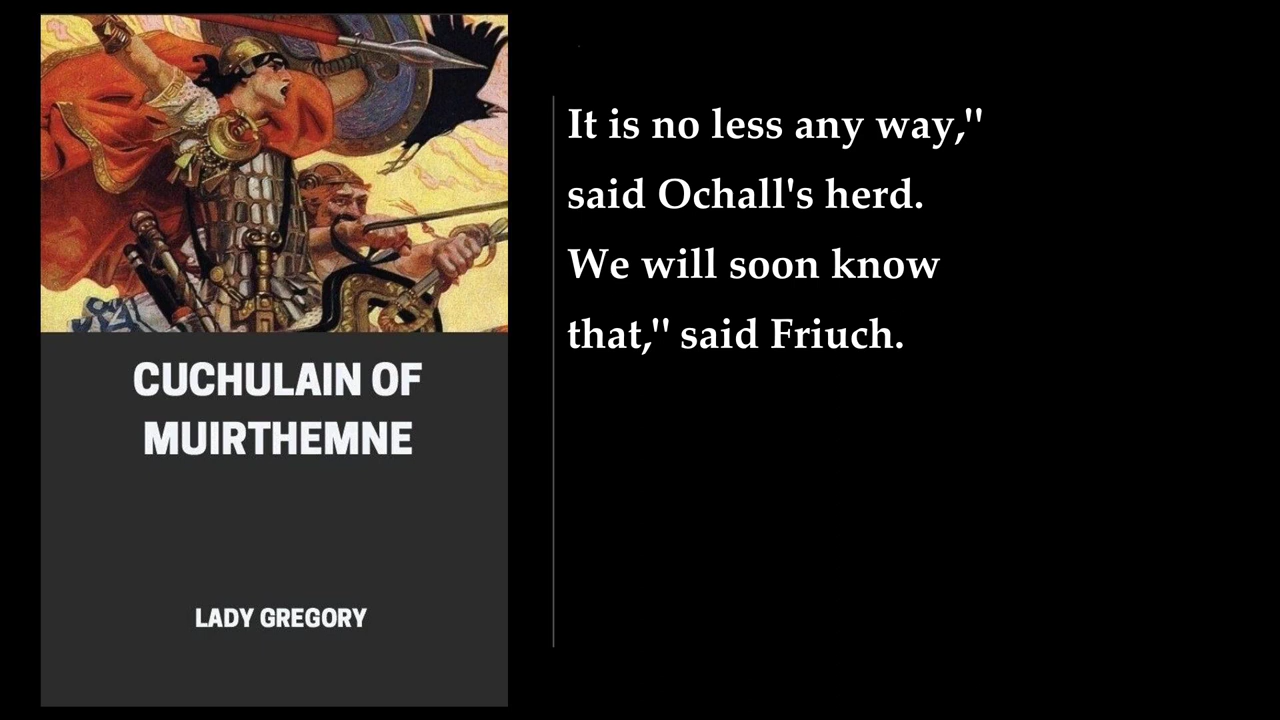 CUCHULAIN OF
MUIRTHEMNE
LADY GREGORY
It is no less any way,"
said Ochall's herd.
We will soon know
that," said Friuch.